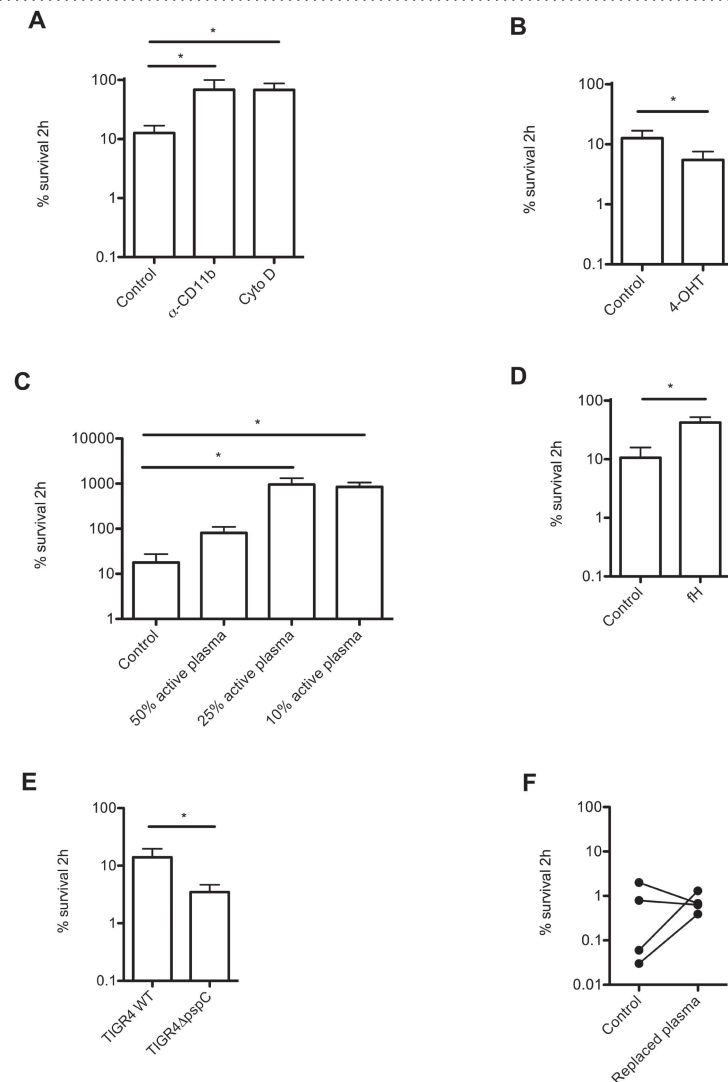 A
% survival 2h
100
10
1
0.1
*
*
Control
α-CD11b
Cyto D
B
% survival 2h
100
10
1
0.1
*
Control
4-OHT
C
% survival 2h
10000
1000
100
10
1
*
*
Control
50% active plasma
25% active plasma
10% active plasma
D
% survival 2h
100
10
1
0.1
*
Control
fH
E
% survival 2h
100
10
1
0.1
*
TIGR4 WT
TIGR4ΔpspC
F
% survival 2h
100
10
1
0.1
0.01
Control
Replaced plasma